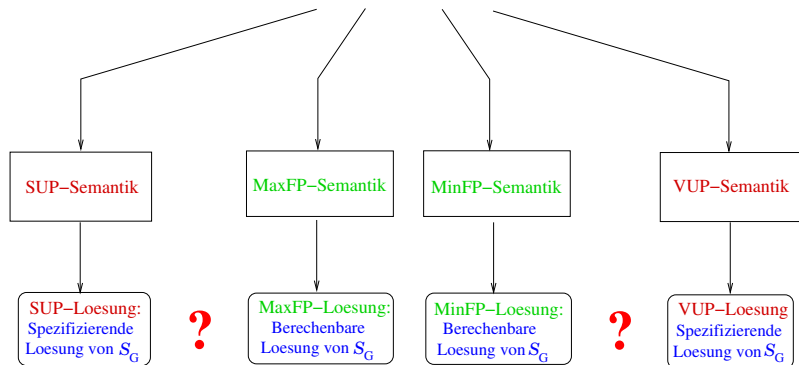 SUP−Semantik
MaxFP−Semantik
MinFP−Semantik
VUP−Semantik
SUP−Loesung:
Spezifizierende
Loesung von S_G
?
MaxFP−Loesung:
Berechenbare
Loesung von S_G
MinFP−Loesung:
Berechenbare
Loesung von S_G
?
VUP−Loesung
Spezifizierende
Loesung von S_G